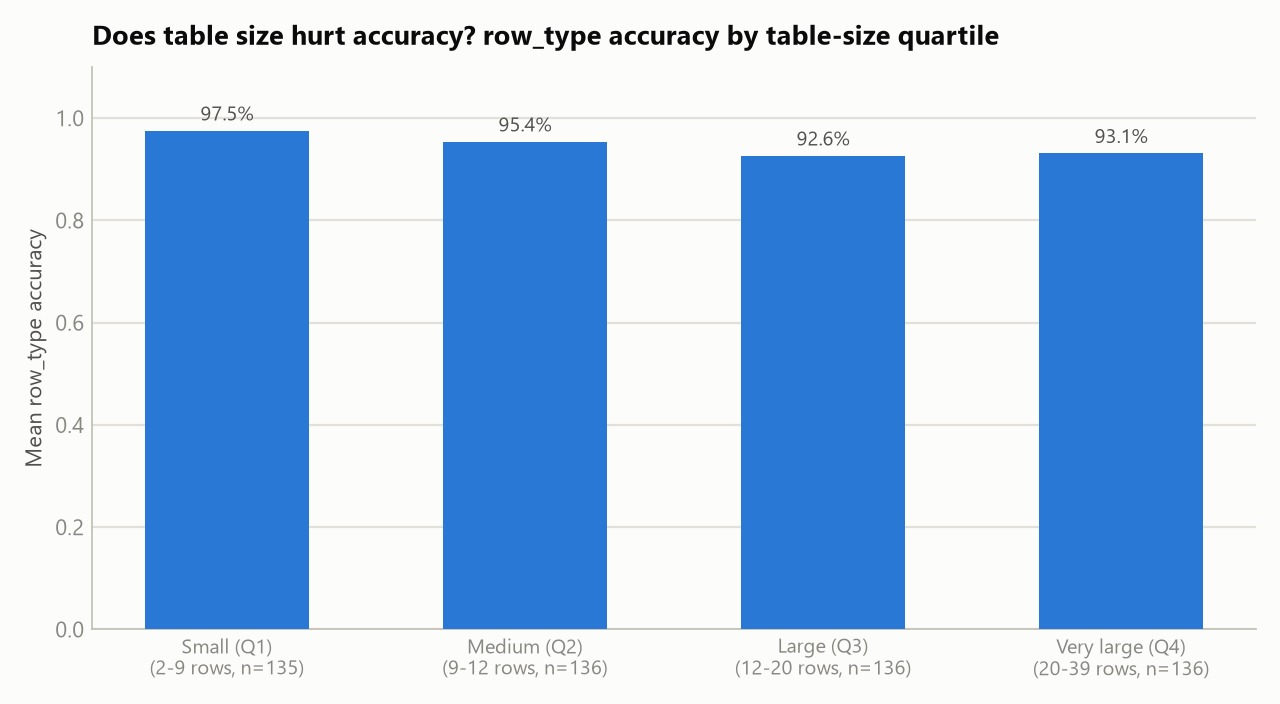 Does table size hurt accuracy? row_type accuracy by table-size quartile
Mean row_type accuracy
1.0
0.8
0.6
0.4
0.2
0.0
97.5%
95.4%
92.6%
93.1%
Small (Q1)
(2-9 rows, n=135)
Medium (Q2)
(9-12 rows, n=136)
Large (Q3)
(12-20 rows, n=136)
Very large (Q4)
(20-39 rows, n=136)